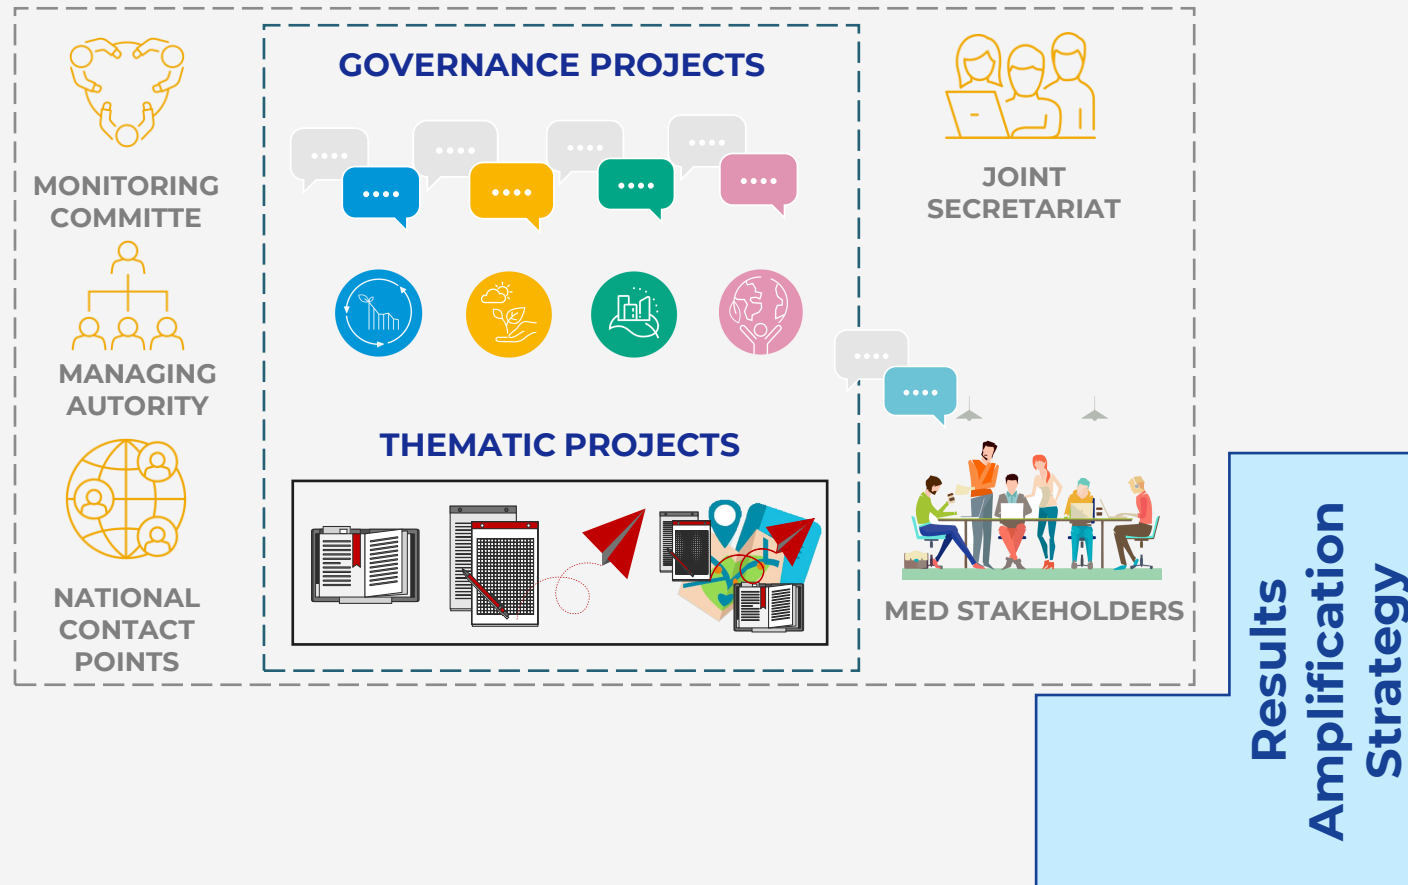 GOVERNANCE PROJECTS
MONITORING
COMMITTE
MANAGING
AUTORITY
NATIONAL
CONTACT
POINTS
THEMATIC PROJECTS
JOINT
SECRETARIAT
MED STAKEHOLDERS
Results
Amplification
Strategy